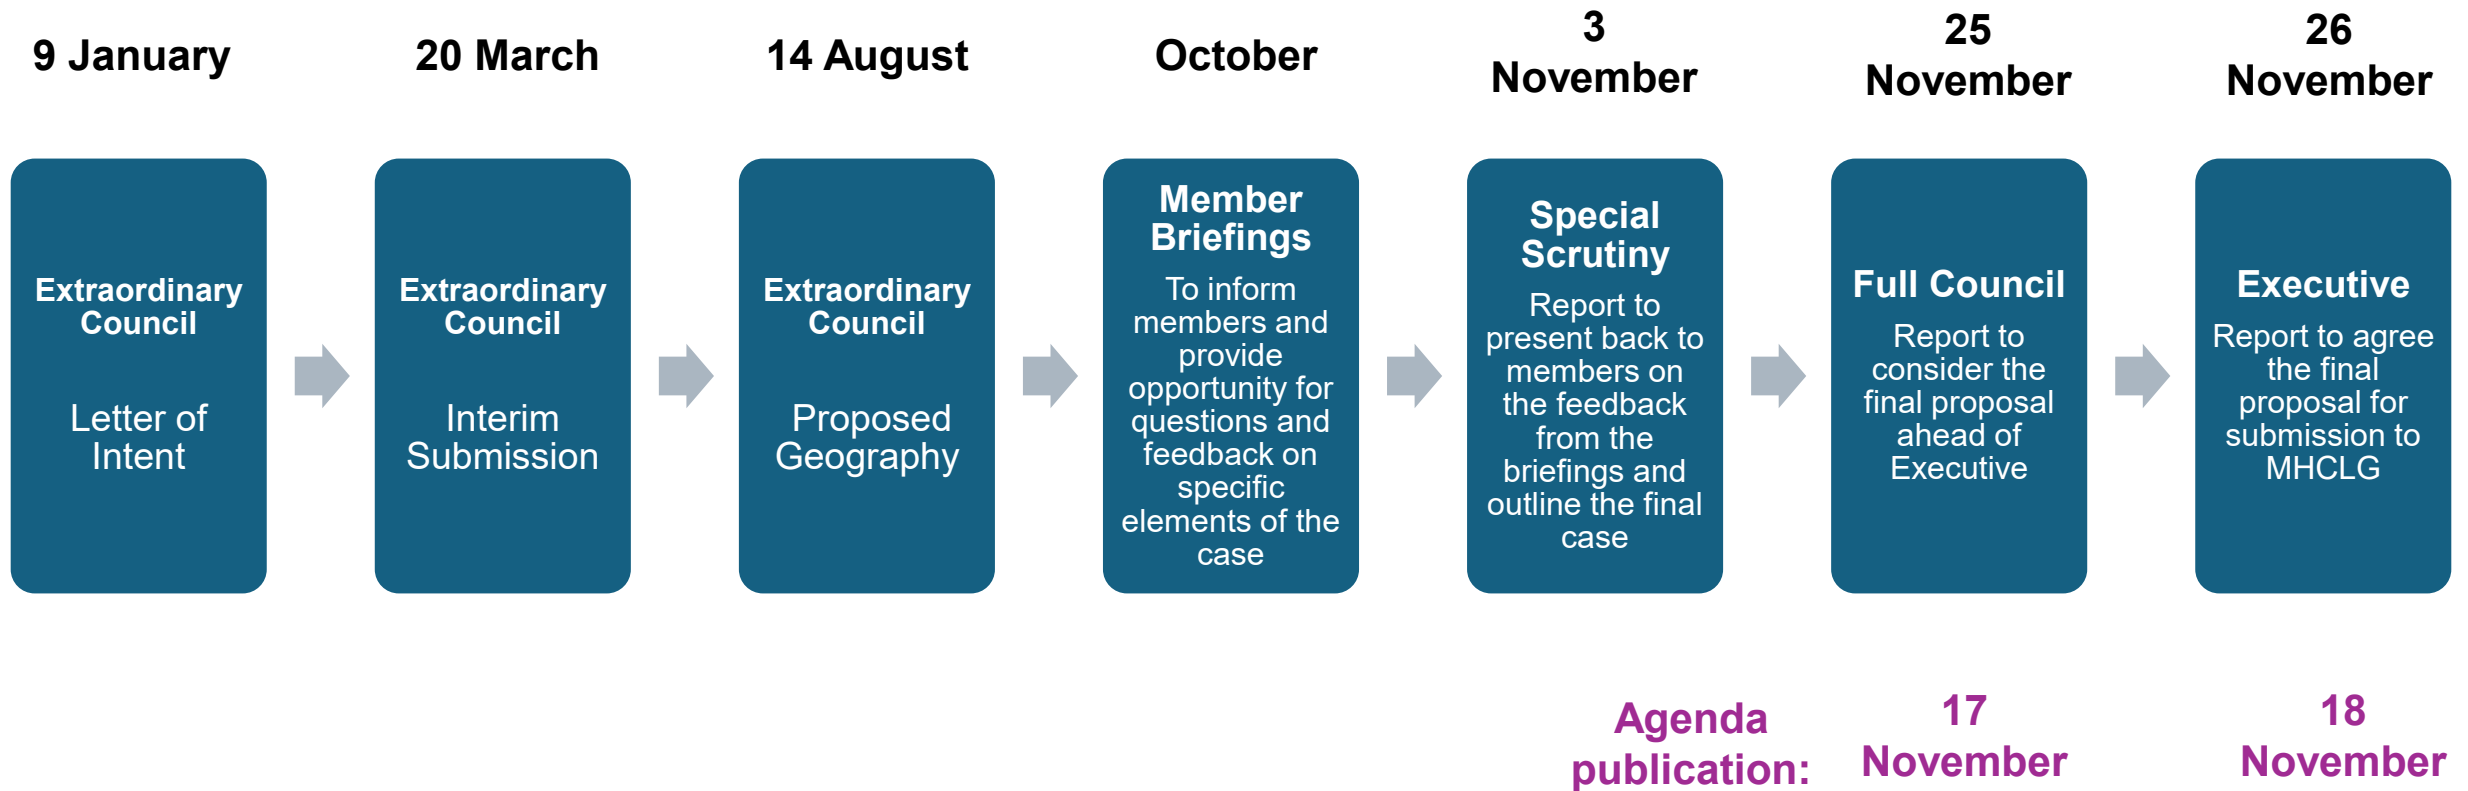 9 January
20 March
14 August
October
3
November
25
November
26
November
Extraordinary
Council
Letter of
Intent
Extraordinary
Council
Interim
Submission
Extraordinary
Council
Proposed
Geography
Member
Briefings
To inform
members and
provide
opportunity for
questions and
feedback on
specific
elements of the
case
Special
Scrutiny
Report to
present back to
members on
the feedback
from the
briefings and
outline the final
case
Full Council
Report to
consider the
final proposal
ahead of
Executive
Executive
Report to agree
the final
proposal for
submission to
MHCLG
Agenda
publication:
17
November
18
November